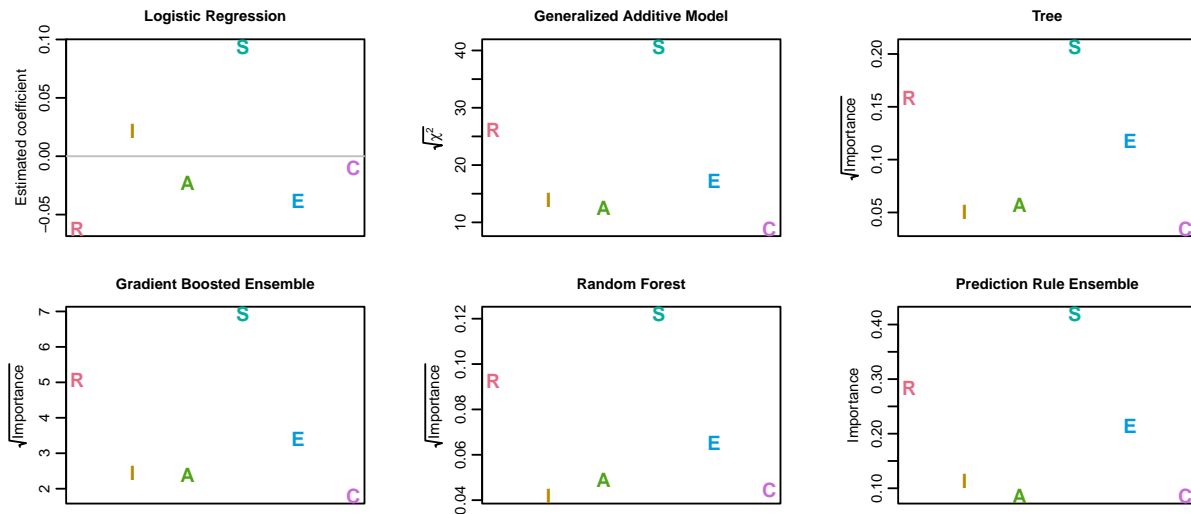 Logistic Regression
Estimated coefficient
0.10
0.05
0.00
−0.05
R
I
A
S
E
C
Generalized Additive Model
√χ²
40
30
20
10
R
I
A
S
E
C
Tree
√Importance
0.20
0.15
0.10
0.05
R
I
A
S
E
C
Gradient Boosted Ensemble
√Importance
7
6
5
4
3
2
R
I
A
S
E
C
Random Forest
√Importance
0.12
0.10
0.08
0.06
0.04
R
I
A
S
E
C
Prediction Rule Ensemble
Importance
0.40
0.30
0.20
0.10
R
I
A
S
E
C